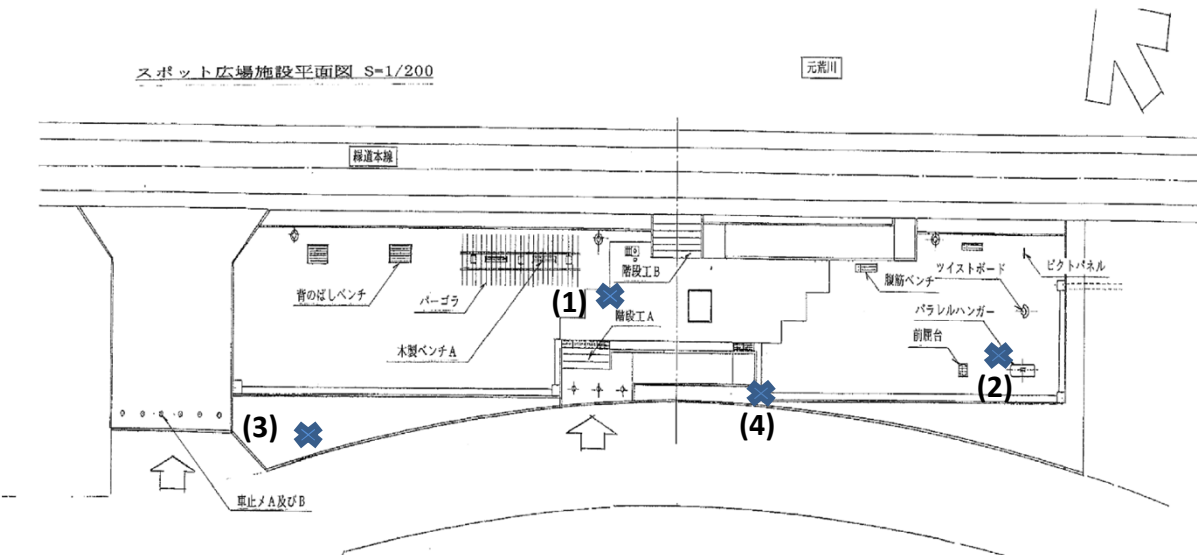 スポット広場施設平面図 S=1/200
元荒川
緑道本線
背のばしベンチ
パーゴラ
木製ベンチA
階段工B
階段工A
腹筋ベンチ
ツイストボード
ピクトパネル
パラレルハンガー
前屈台
(1)
(2)
(3)
(4)
車止メA及びB